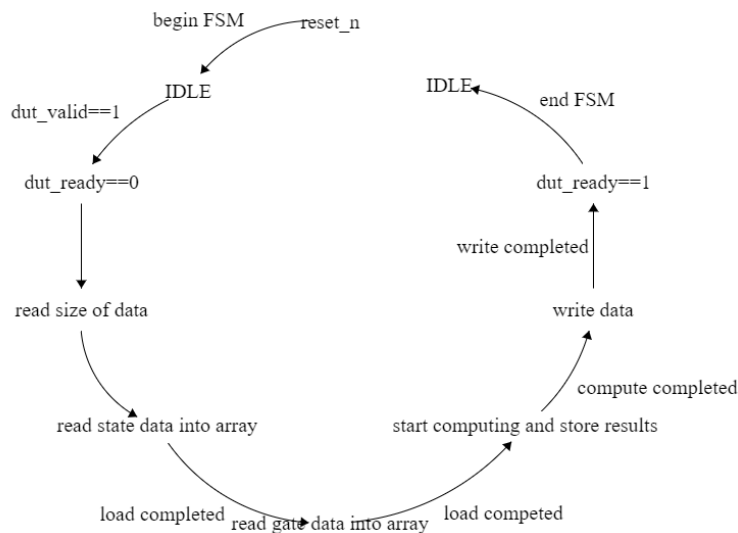 begin FSM
reset_n
IDLE
dut_valid==1
dut_ready==0
read size of data
read state data into array
load completed
read gate data into array
load competed
start computing and store results
compute completed
write data
write completed
dut_ready==1
end FSM
IDLE